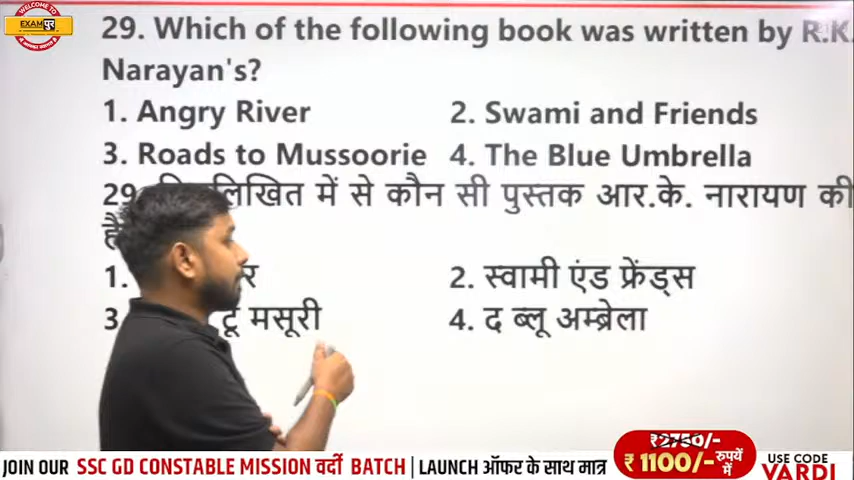 WELCOME TO
EXAM पुर
29. Which of the following book was written by R.K.
Narayan's?
1. Angry River 2. Swami and Friends
3. Roads to Mussoorie 4. The Blue Umbrella
29 लिखित में से कौन सी पुस्तक आर.के. नारायण की
है
1. र 2. स्वामी एंड फ्रेंड्स
3 टू मसूरी 4. द ब्लू अम्ब्रेला
JOIN OUR SSC GD CONSTABLE MISSION वर्दी BATCH | LAUNCH ऑफर के साथ मात्र
₹2750/-
₹1100/- रुपयें में
USE CODE
VARDI